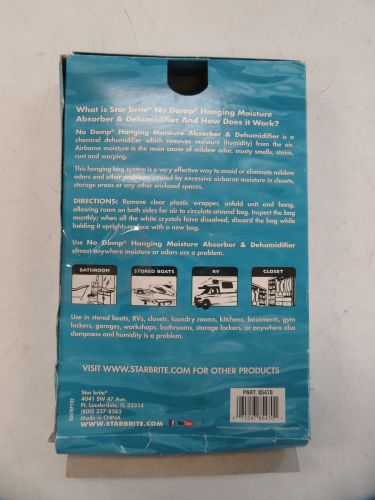 What is Star brite® No Damp® Hanging Moisture
Absorber & Dehumidifier And How Does it Work?
No Damp® Hanging Moisture Absorber & Dehumidifier is a
chemical dehumidifier which removes moisture (humidity) from the air.
Airborne moisture is the main cause of mildew odor, musty smells, stains,
rust and warping.
This hanging bag system is a very effective way to avoid or eliminate mildew
odors and other problems caused by excessive airborne moisture in closets,
storage areas or any other enclosed spaces.
DIRECTIONS: Remove clear plastic wrapper, unfold unit and hang,
allowing room on both sides for air to circulate around bag. Inspect the bag
monthly: when all the white crystals have dissolved, discard the bag while
holding it upright-replace with a new bag.
Use No Damp® Hanging Moisture Absorber & Dehumidifier
almost anywhere moisture or odors are a problem.
BATHROOM STORED BOATS RV CLOSET
Use in stored boats, RVs, closets, laundry rooms, kitchens, basements, gym
lockers, garages, workshops, bathrooms, storage lockers, or anywhere else
dampness and humidity is a problem.
VISIT WWW.STARBRITE.COM FOR OTHER PRODUCTS
Star brite®
4041 SW 47 Ave.
Ft. Lauderdale, FL 33314
(800) 327-8583
Made in CHINA
WWW.STARBRITE.COM
PART: 85470